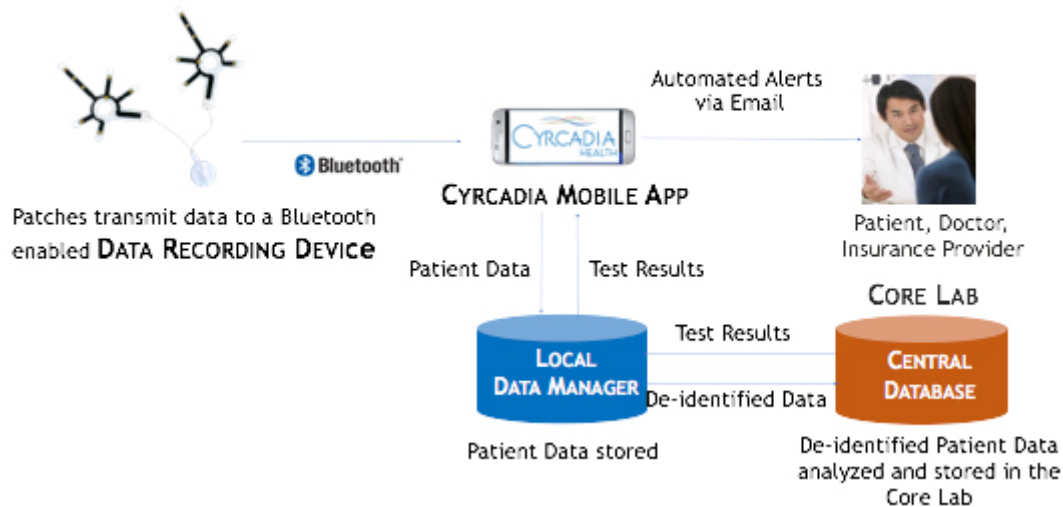 Automated Alerts
via Email
CYRCADIA
HEALTH
Bluetooth
CYRCADIA MOBILE APP
Patches transmit data to a Bluetooth
enabled DATA RECORDING DEVICe
Patient, Doctor,
Insurance Provider
Patient Data
Test Results
CORE LAB
LOCAL
DATA MANAGER
Test Results
De-identified Data
CENTRAL
DATABASE
Patient Data stored
De-identified Patient Data
analyzed and stored in the
Core Lab